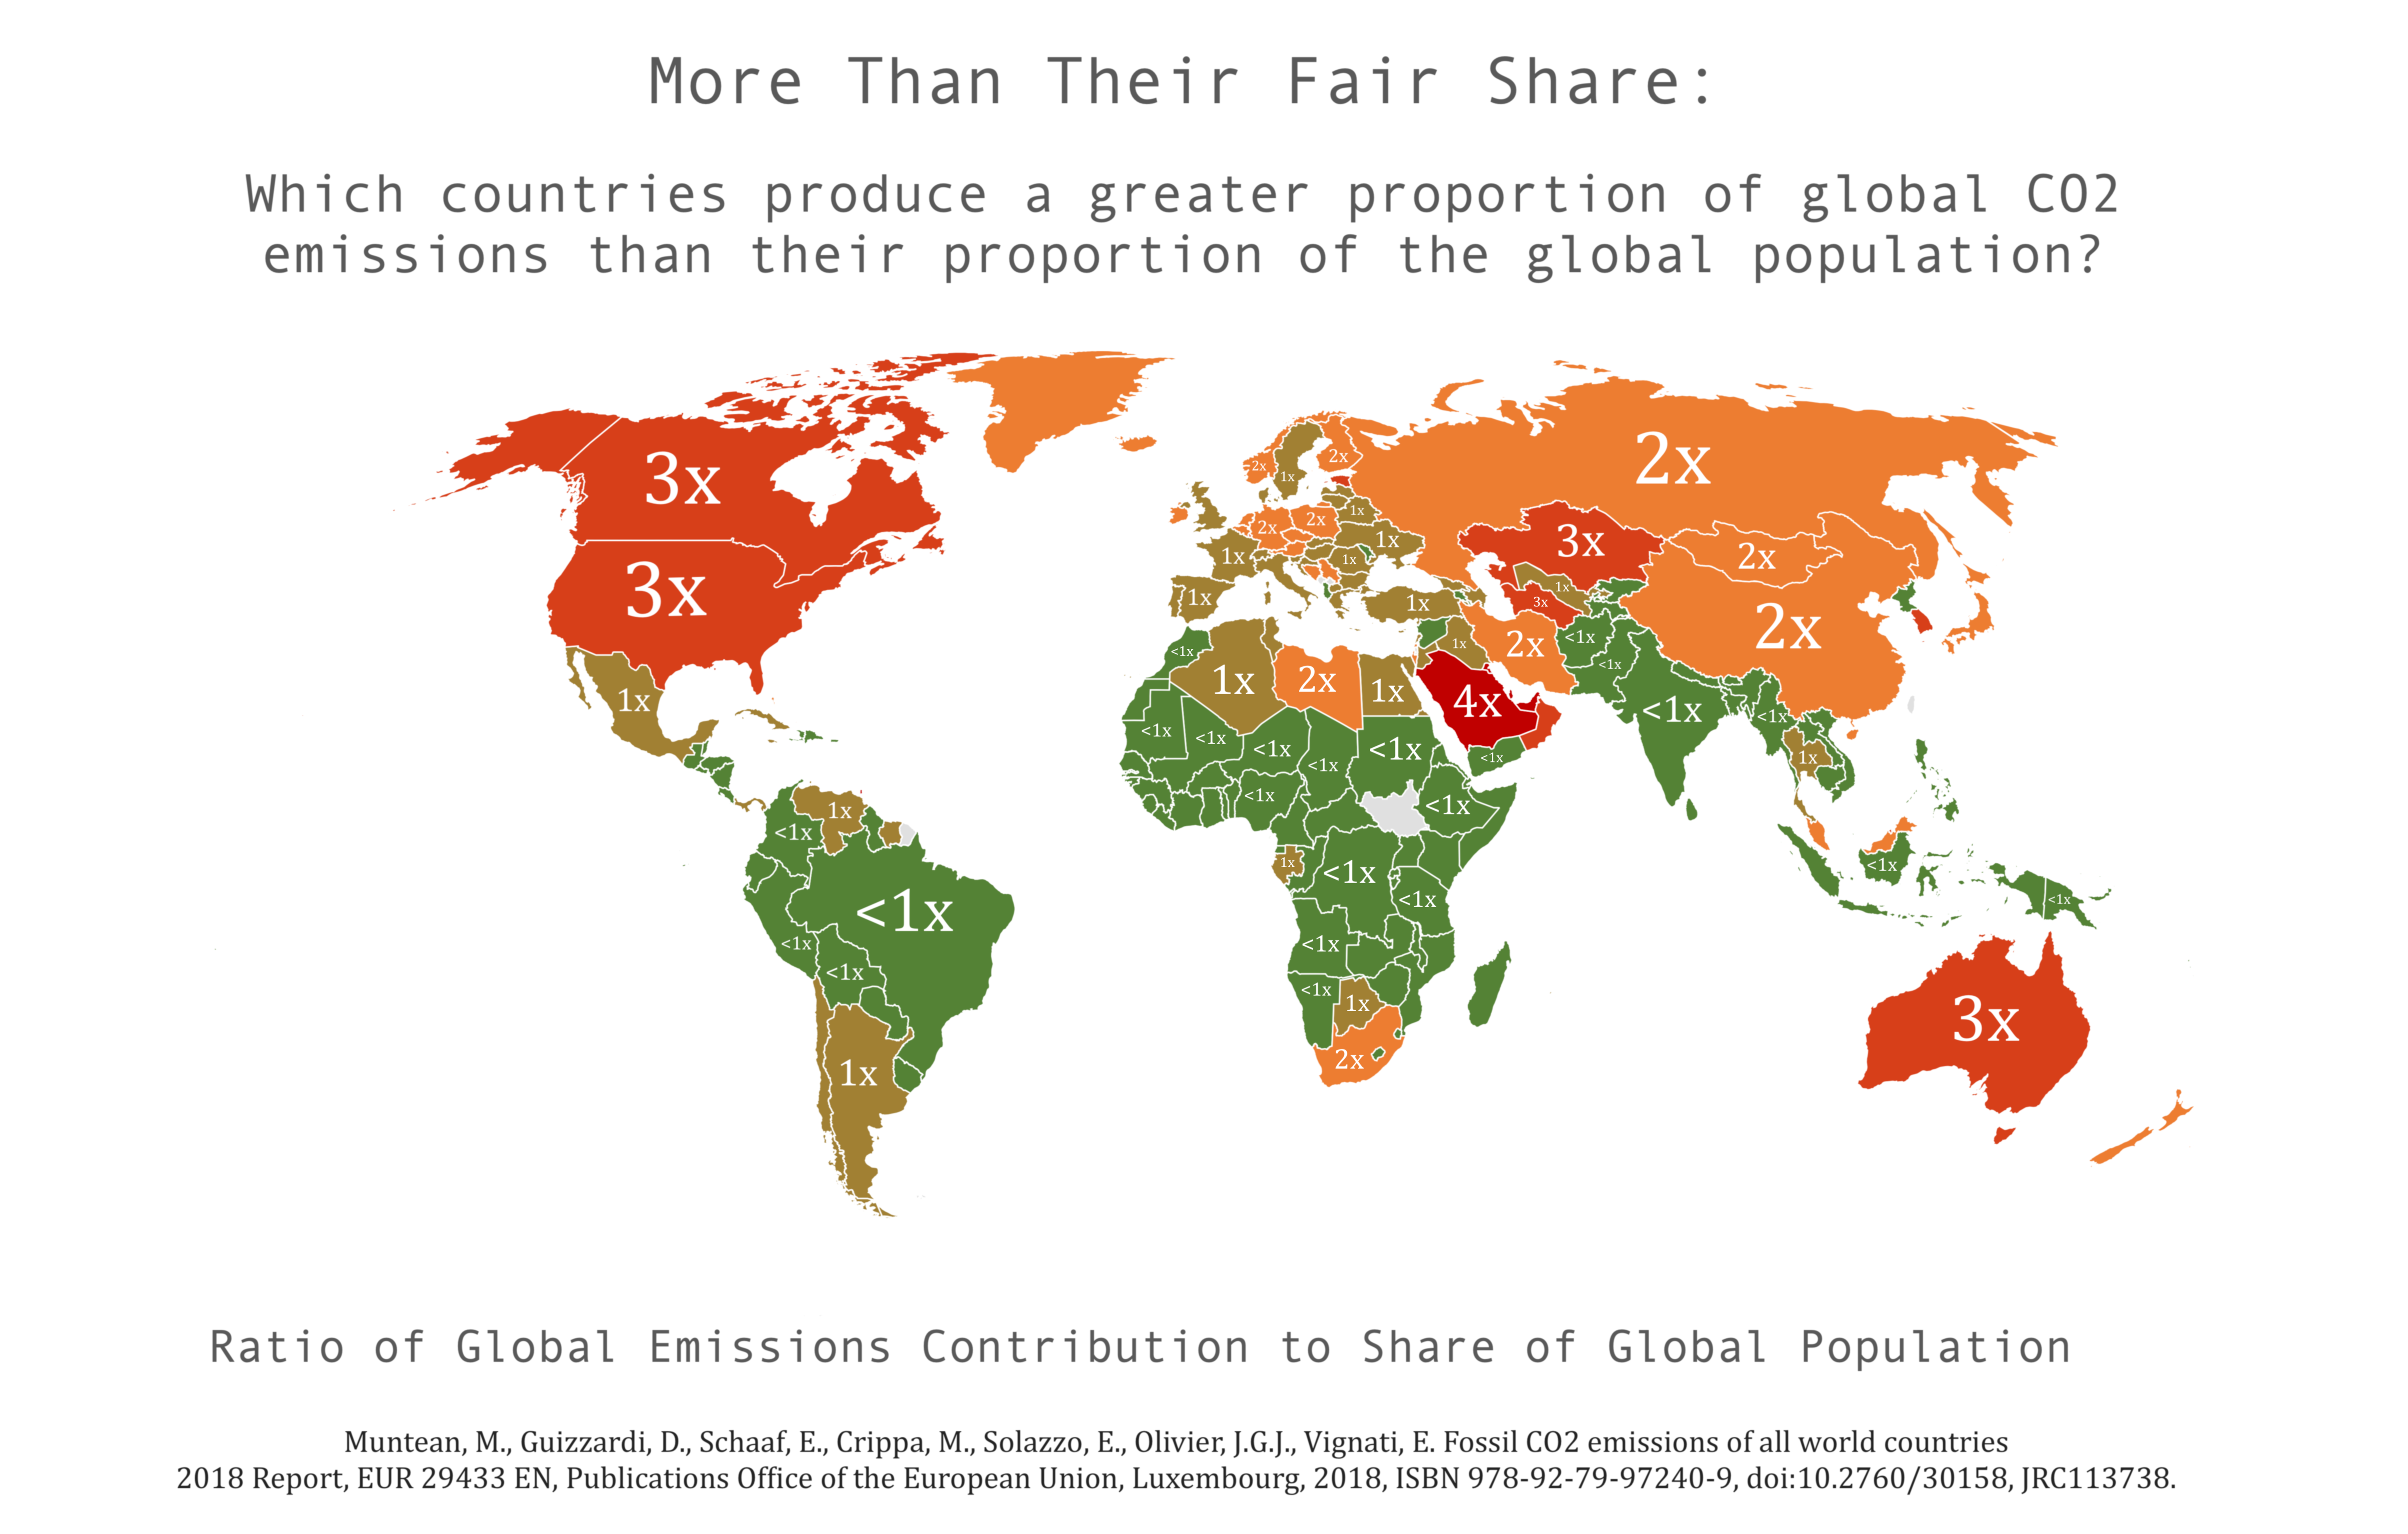 More Than Their Fair Share:
Which countries produce a greater proportion of global CO2
emissions than their proportion of the global population?
3x
2x
2x
2x
1x
3x
2x
2x
1x
1x
3x
2x
1x
1x
1x
3x
1x
1x
3x
1x
2x
<1x
1x
2x
<1x
<1x
1x
1x
2x
1x
4x
<1x
<1x
<1x
<1x
<1x
<1x
<1x
<1x
1x
1x
<1x
<1x
<1x
1x
<1x
<1x
<1x
<1x
<1x
<1x
<1x
<1x
<1x
1x
3x
2x
1x
Ratio of Global Emissions Contribution to Share of Global Population
Muntean, M., Guizzardi, D., Schaaf, E., Crippa, M., Solazzo, E., Olivier, J.G.J., Vignati, E. Fossil CO2 emissions of all world countries
2018 Report, EUR 29433 EN, Publications Office of the European Union, Luxembourg, 2018, ISBN 978-92-79-97240-9, doi:10.2760/30158, JRC113738.